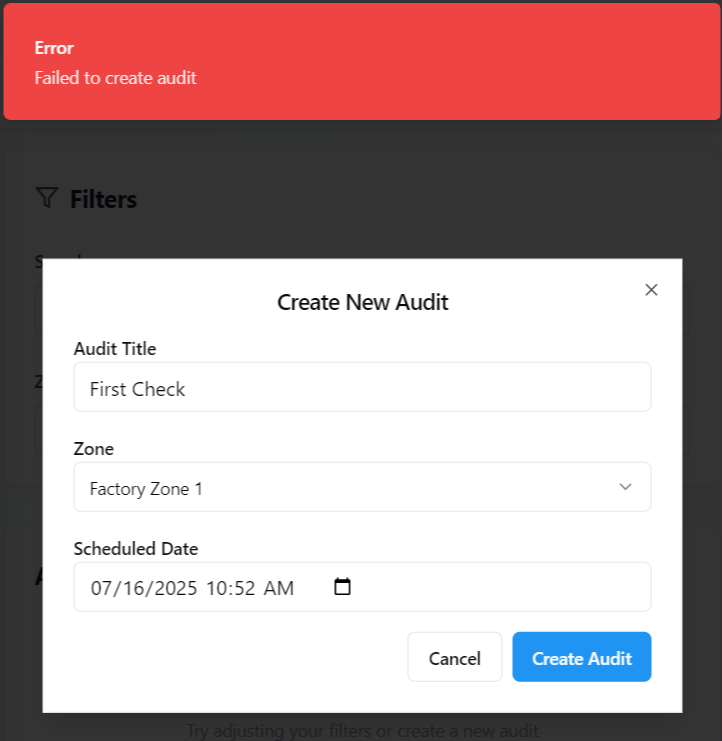 Error
Failed to create audit
Filters
Create New Audit
Audit Title
First Check
Zone
Factory Zone 1
Scheduled Date
07/16/2025 10:52 AM
Cancel
Create Audit
Try adjusting your filters or create a new audit